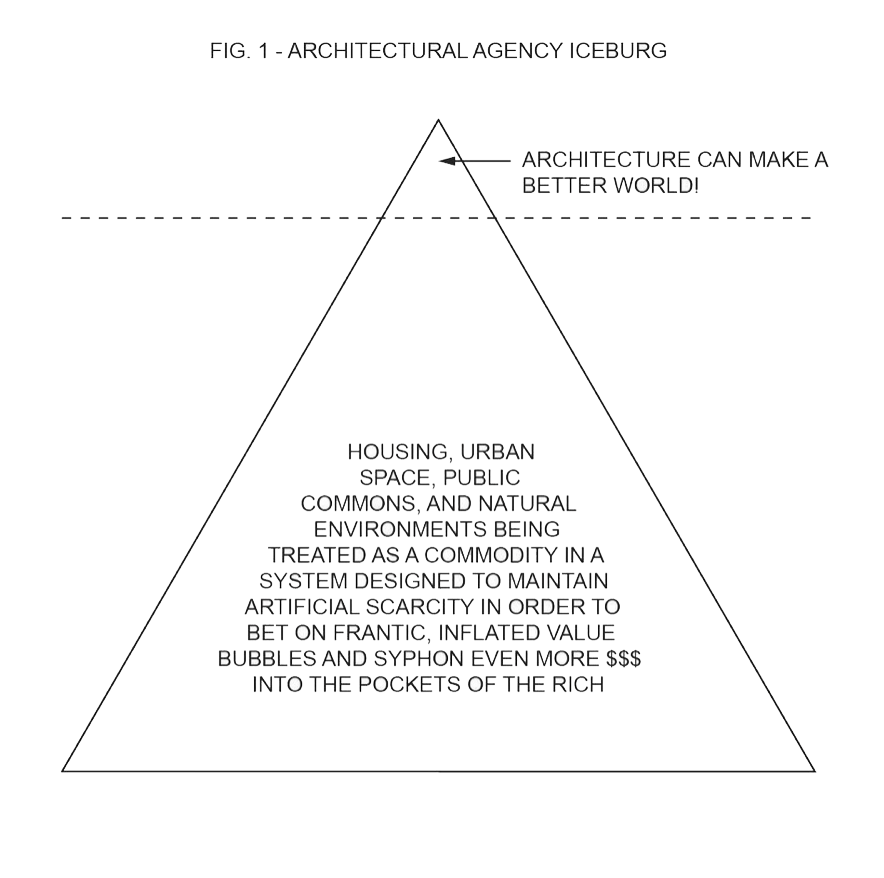 FIG. 1 - ARCHITECTURAL AGENCY ICEBURG
ARCHITECTURE CAN MAKE A
BETTER WORLD!
HOUSING, URBAN
SPACE, PUBLIC
COMMONS, AND NATURAL
ENVIRONMENTS BEING
TREATED AS A COMMODITY IN A
SYSTEM DESIGNED TO MAINTAIN
ARTIFICIAL SCARCITY IN ORDER TO
BET ON FRANTIC, INFLATED VALUE
BUBBLES AND SYPHON EVEN MORE $$$
INTO THE POCKETS OF THE RICH